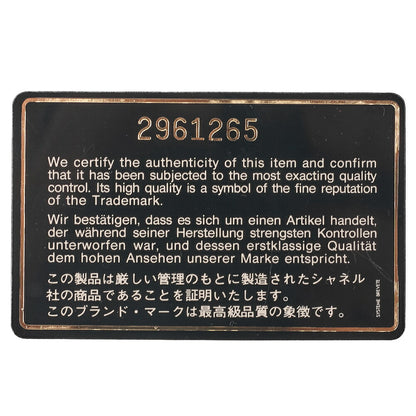 2961265
We certify the authenticity of this item and confirm
that it has been subjected to the most exacting quality
control. Its high quality is a symbol of the fine reputation
of the Trademark.
Wir bestätigen, dass es sich um einen Artikel handelt,
der während seiner Herstellung strengsten Kontrollen
unterworfen war, und dessen erstklassige Qualität
dem hohen Ansehen unserer Marke entspricht.
この製品は厳しい管理のもとに製造されたシャネル
社の商品であることを証明いたします。
このブランド・マークは最高級品質の象徴です。